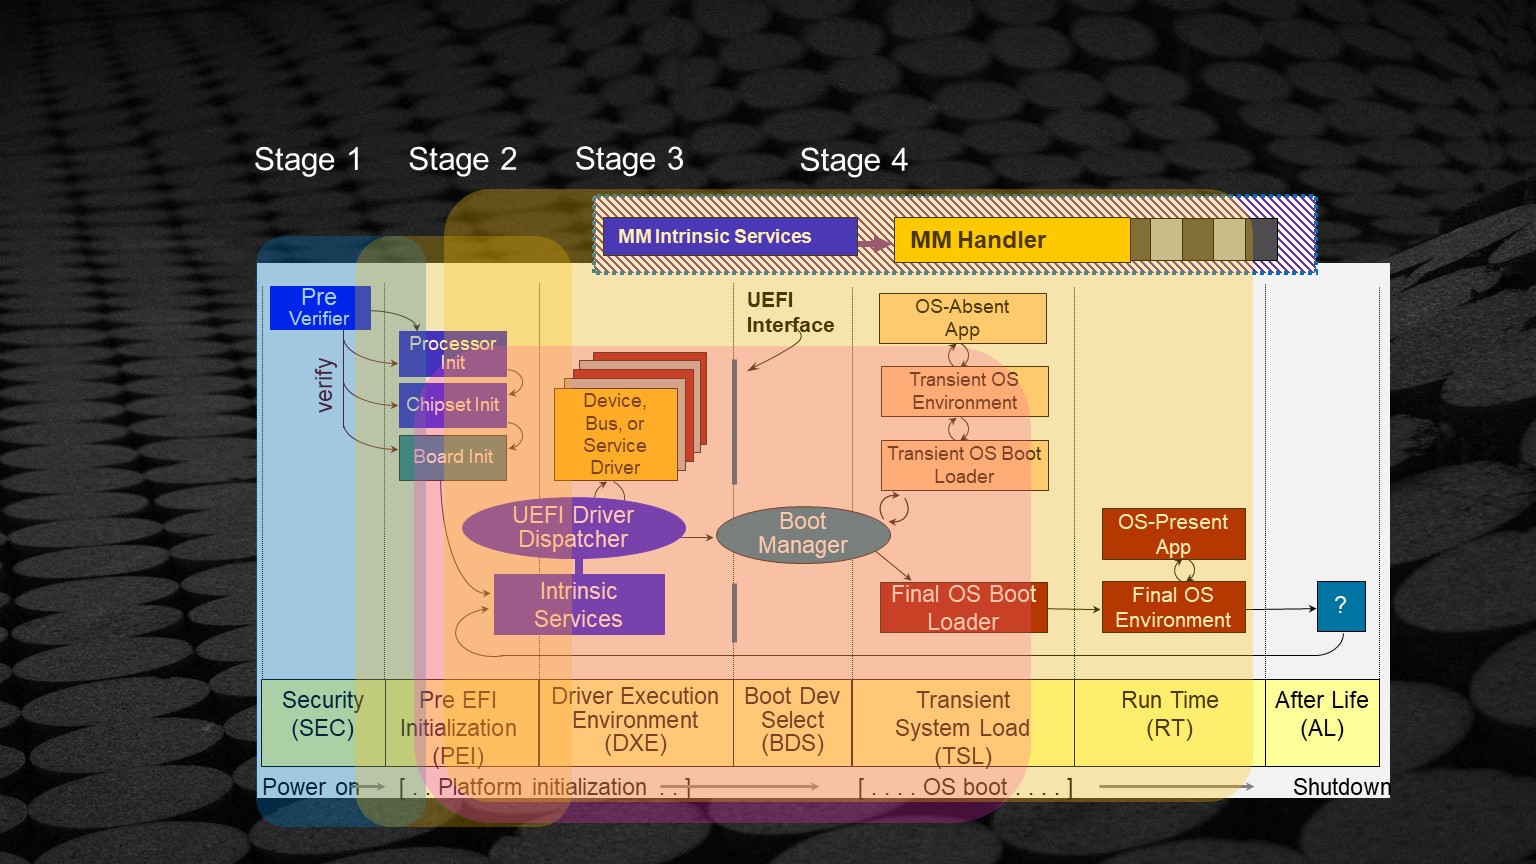 Stage 1
Stage 2
Stage 3
Stage 4
MM Intrinsic Services
MM Handler
Pre
Verifier
verify
Processor
Init
Chipset Init
Board Init
Device,
Bus, or
Service
Driver
UEFI Driver
Dispatcher
Intrinsic
Services
UEFI
Interface
Boot
Manager
OS-Absent
App
Transient OS
Environment
Transient OS Boot
Loader
Final OS Boot
Loader
OS-Present
App
Final OS
Environment
?
Security
(SEC)
Pre EFI
Initialization
(PEI)
Driver Execution
Environment
(DXE)
Boot Dev
Select
(BDS)
Transient
System Load
(TSL)
Run Time
(RT)
After Life
(AL)
Power on
[ . . Platform initialization . . ]
[ . . . . OS boot . . . . ]
Shutdown